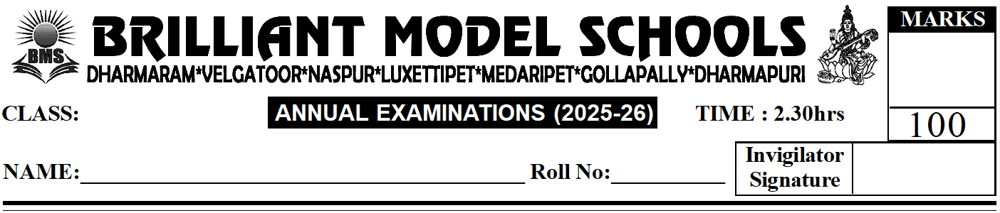 BMS
BRILLIANT MODEL SCHOOLS
DHARMARAM*VELGATOOR*NASPUR*LUXETTIPET*MEDARIPET*GOLLAPALLY*DHARMAPURI
MARKS
100
CLASS:
ANNUAL EXAMINATIONS (2025-26)
TIME : 2.30hrs
NAME:
Roll No:
Invigilator
Signature